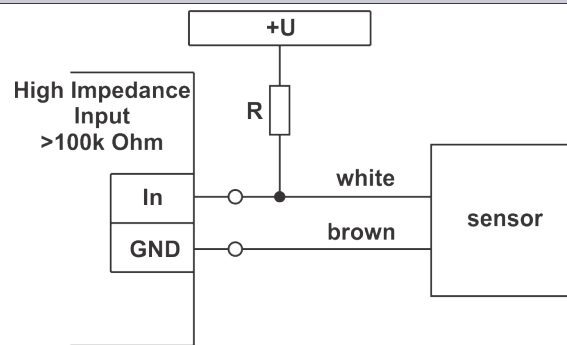 +U
High Impedance
Input
>100k Ohm
R
In
white
GND
brown
sensor